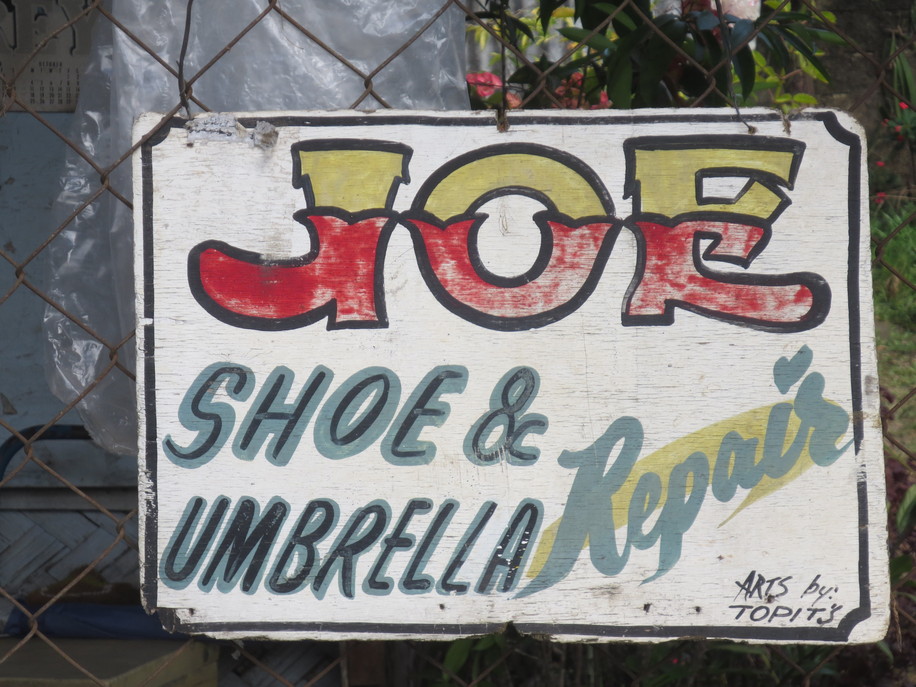 JOE
SHOE &
UMBRELLA Repair
ARTS by:
TOPIT'S